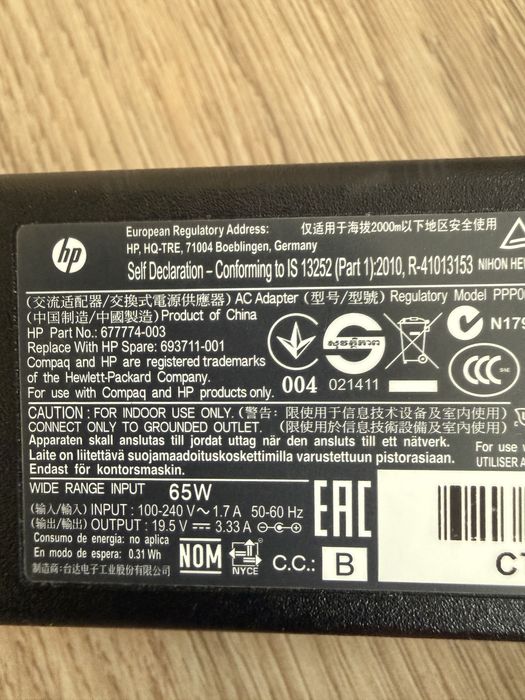 hp
European Regulatory Address:
HP, HQ-TRE, 71004 Boeblingen, Germany
仅适用于海拔2000m以下地区安全使用
Self Declaration – Conforming to IS 13252 (Part 1):2010, R-41013153 NIHON HE
(交流适配器/交換式電源供應器) AC Adapter (型号/型號) Regulatory Model PPP0
(中国制造/中國製造) Product of China
HP Part No.: 677774-003
Replace With HP Spare: 693711-001
Compaq and HP are registered trademarks
of the Hewlett-Packard Company.
For use with Compaq and HP products only.
004
021411
N179
CCC
CAUTION : FOR INDOOR USE ONLY. (警告: 限使用于信息技术设备及室内使用)
CONNECT ONLY TO GROUNDED OUTLET. (限使用於信息技術設備及室內使用)
Apparaten skall anslutas till jordat uttag när den ansluts till ett nätverk.
Laite on liitettävä suojamaadoituskoskettimilla varustettuun pistorasiaan.
Endast för kontorsmaskin.
For use w
UTILISER A
WIDE RANGE INPUT 65W
(输入/輸入) INPUT : 100-240 V~ 1.7 A 50-60 Hz
(输出/輸出) OUTPUT : 19.5 V⎓ 3.33 A
Consumo de energia: no aplica
En modo de espera: 0.31 Wh
制造商: 台达电子工业股份有限公司
NOM
NYCE
C.C.: B
EAC
CT